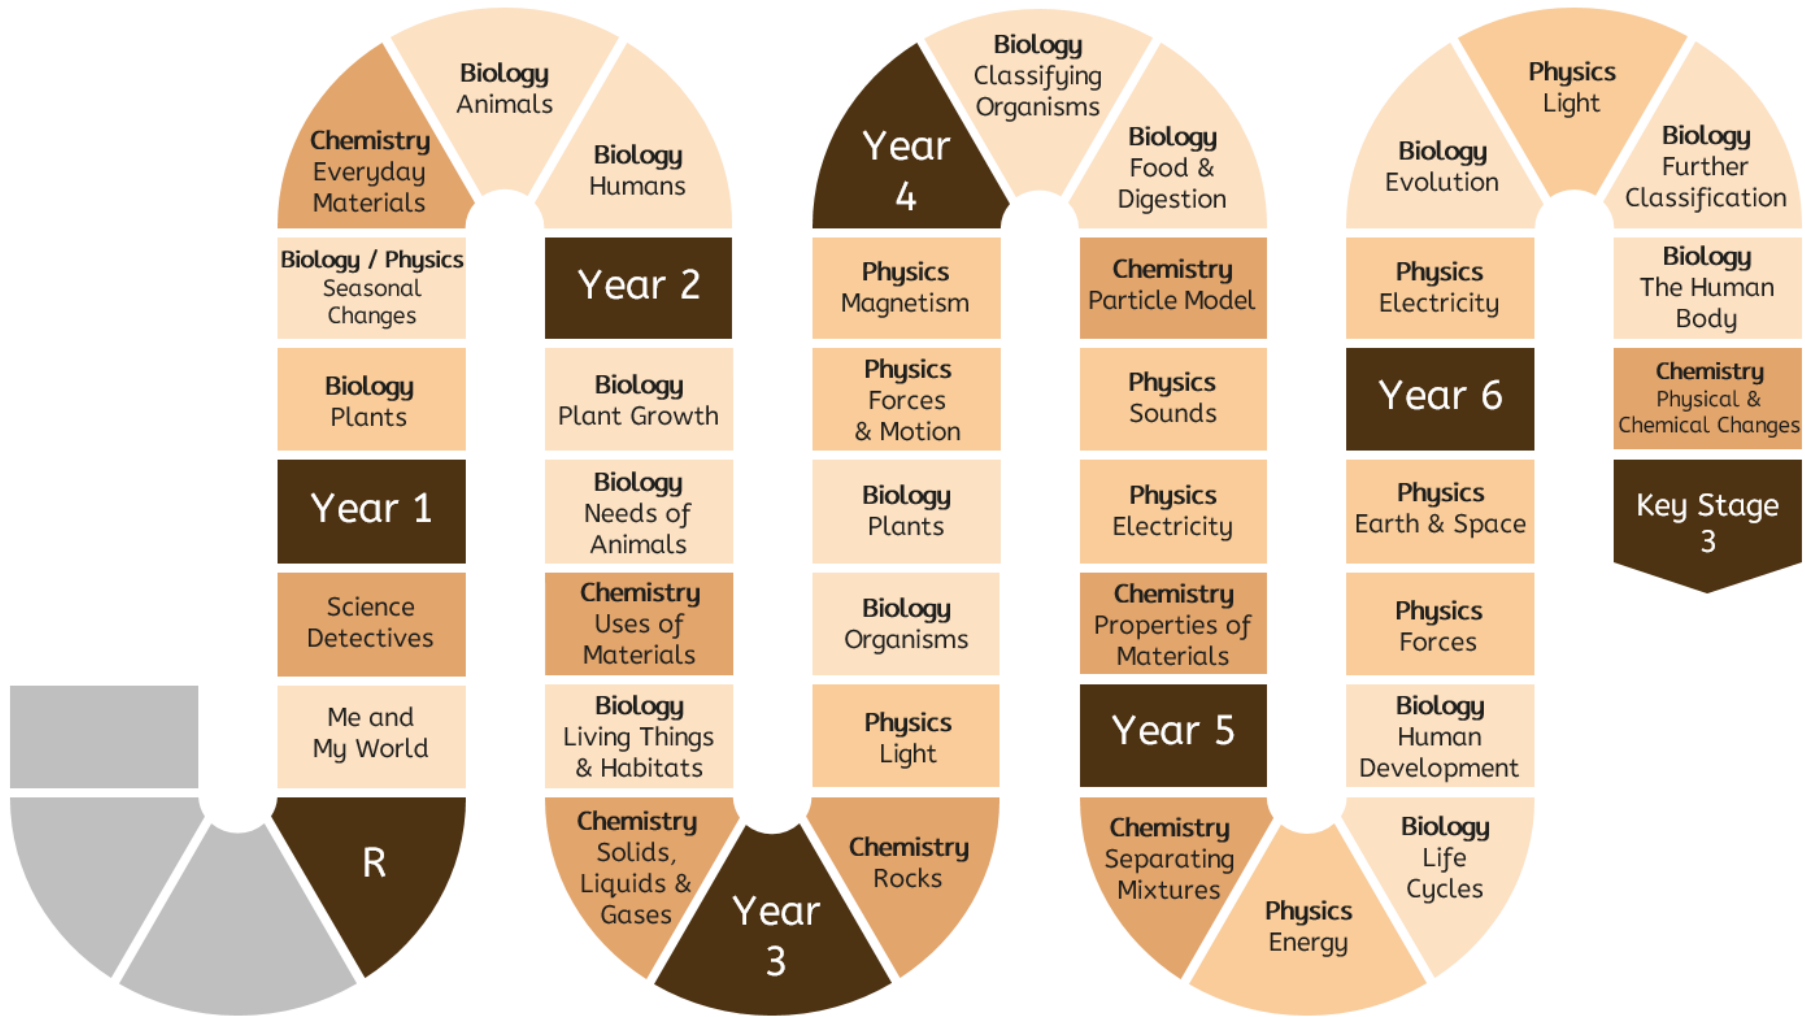 R
Me and
My World
Science
Detectives
Year 1
Biology
Plants
Biology / Physics
Seasonal
Changes
Chemistry
Everyday
Materials
Biology
Animals
Biology
Humans
Year 2
Biology
Plant Growth
Biology
Needs of
Animals
Chemistry
Uses of
Materials
Biology
Living Things
& Habitats
Chemistry
Solids,
Liquids &
Gases
Year
3
Chemistry
Rocks
Physics
Light
Biology
Organisms
Biology
Plants
Physics
Forces
& Motion
Physics
Magnetism
Year
4
Biology
Classifying
Organisms
Biology
Food &
Digestion
Chemistry
Particle Model
Physics
Sounds
Physics
Electricity
Chemistry
Properties of
Materials
Year 5
Chemistry
Separating
Mixtures
Physics
Energy
Biology
Life
Cycles
Biology
Human
Development
Physics
Forces
Physics
Earth & Space
Year 6
Physics
Electricity
Biology
Evolution
Physics
Light
Biology
Further
Classification
Biology
The Human
Body
Chemistry
Physical &
Chemical Changes
Key Stage
3